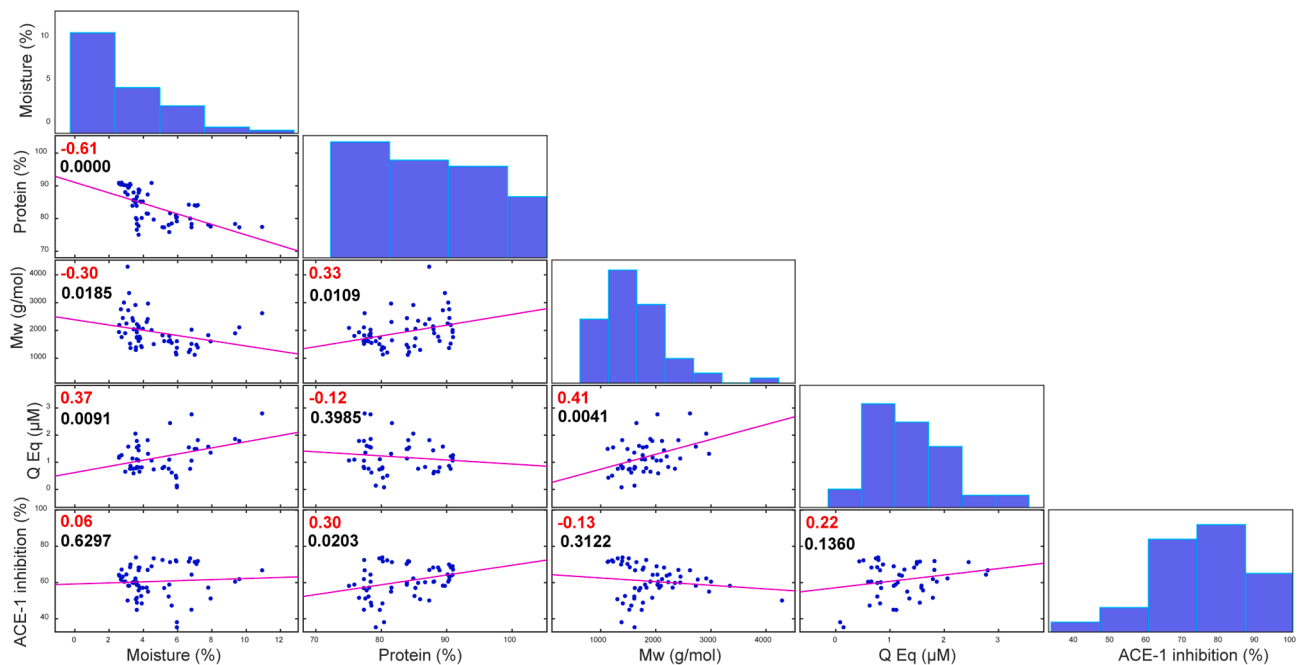 Moisture (%)
10
5
0
Protein (%)
100
90
80
70
-0.61
0.0000
Mw (g/mol)
4000
3000
2000
1000
-0.30
0.0185
0.33
0.0109
Q Eq (µM)
3
2
1
0
0.37
0.0091
-0.12
0.3985
0.41
0.0041
ACE-1 inhibition (%)
100
80
60
40
0.06
0.6297
0.30
0.0203
-0.13
0.3122
0.22
0.1360
0 2 4 6 8 10 12
70 80 90 100
1000 2000 3000 4000
0 1 2 3
40 50 60 70 80 90 100
Moisture (%)
Protein (%)
Mw (g/mol)
Q Eq (µM)
ACE-1 inhibition (%)